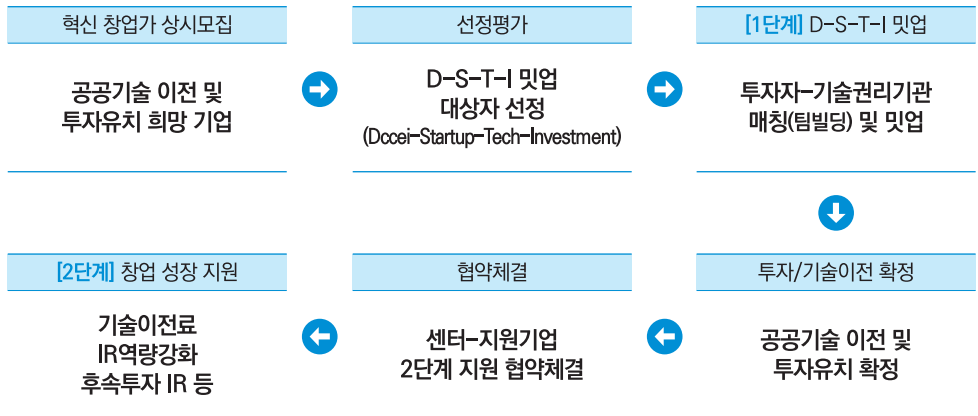 혁신 창업가 상시모집
공공기술 이전 및
투자유치 희망 기업
선정평가
D-S-T-I 밋업
대상자 선정
(Dccei-Startup-Tech-Investment)
[1단계] D-S-T-I 밋업
투자자-기술권리기관
매칭(팀빌딩) 및 밋업
투자/기술이전 확정
공공기술 이전 및
투자유치 확정
협약체결
센터-지원기업
2단계 지원 협약체결
[2단계] 창업 성장 지원
기술이전료
IR역량강화
후속투자 IR 등